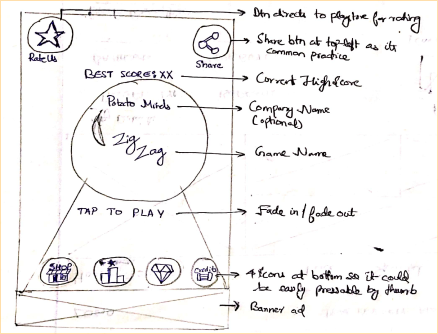 Btn directs to playstore for rating
Rate Us
Share
Share btn at top left as its
common practice
BEST SCORE: XX
Current Highscore
Potato Minds
Company Name
(optional)
Zig
Zag
Game Name
TAP TO PLAY
Fade in / fade out
Shop
Credits
4 icons at bottom so it could
be easily pressable by thumb
Banner ad